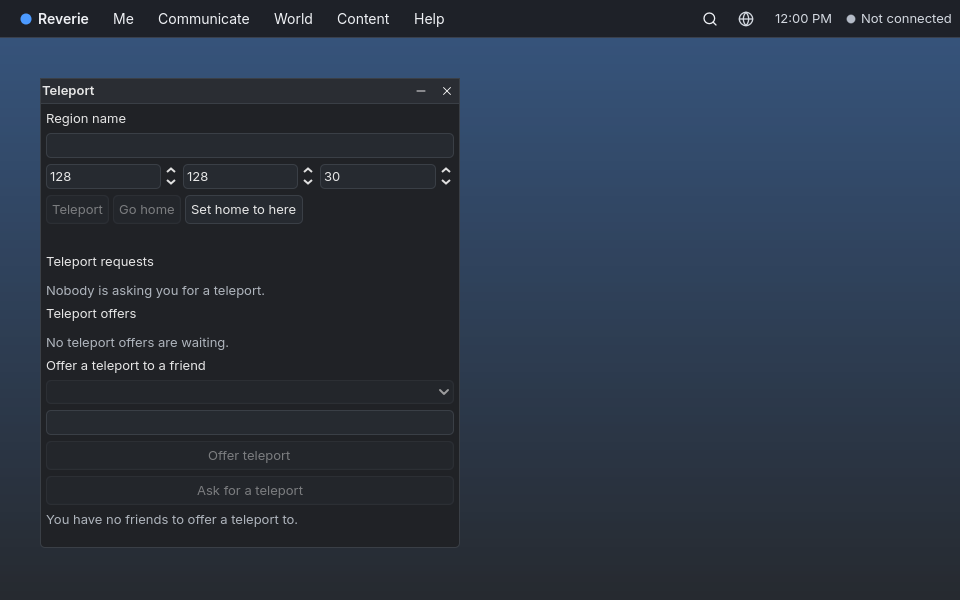 Reverie Me Communicate World Content Help 12:00 PM Not connected
Teleport
Region name
128 128 30
Teleport Go home Set home to here
Teleport requests
Nobody is asking you for a teleport.
Teleport offers
No teleport offers are waiting.
Offer a teleport to a friend
Offer teleport
Ask for a teleport
You have no friends to offer a teleport to.